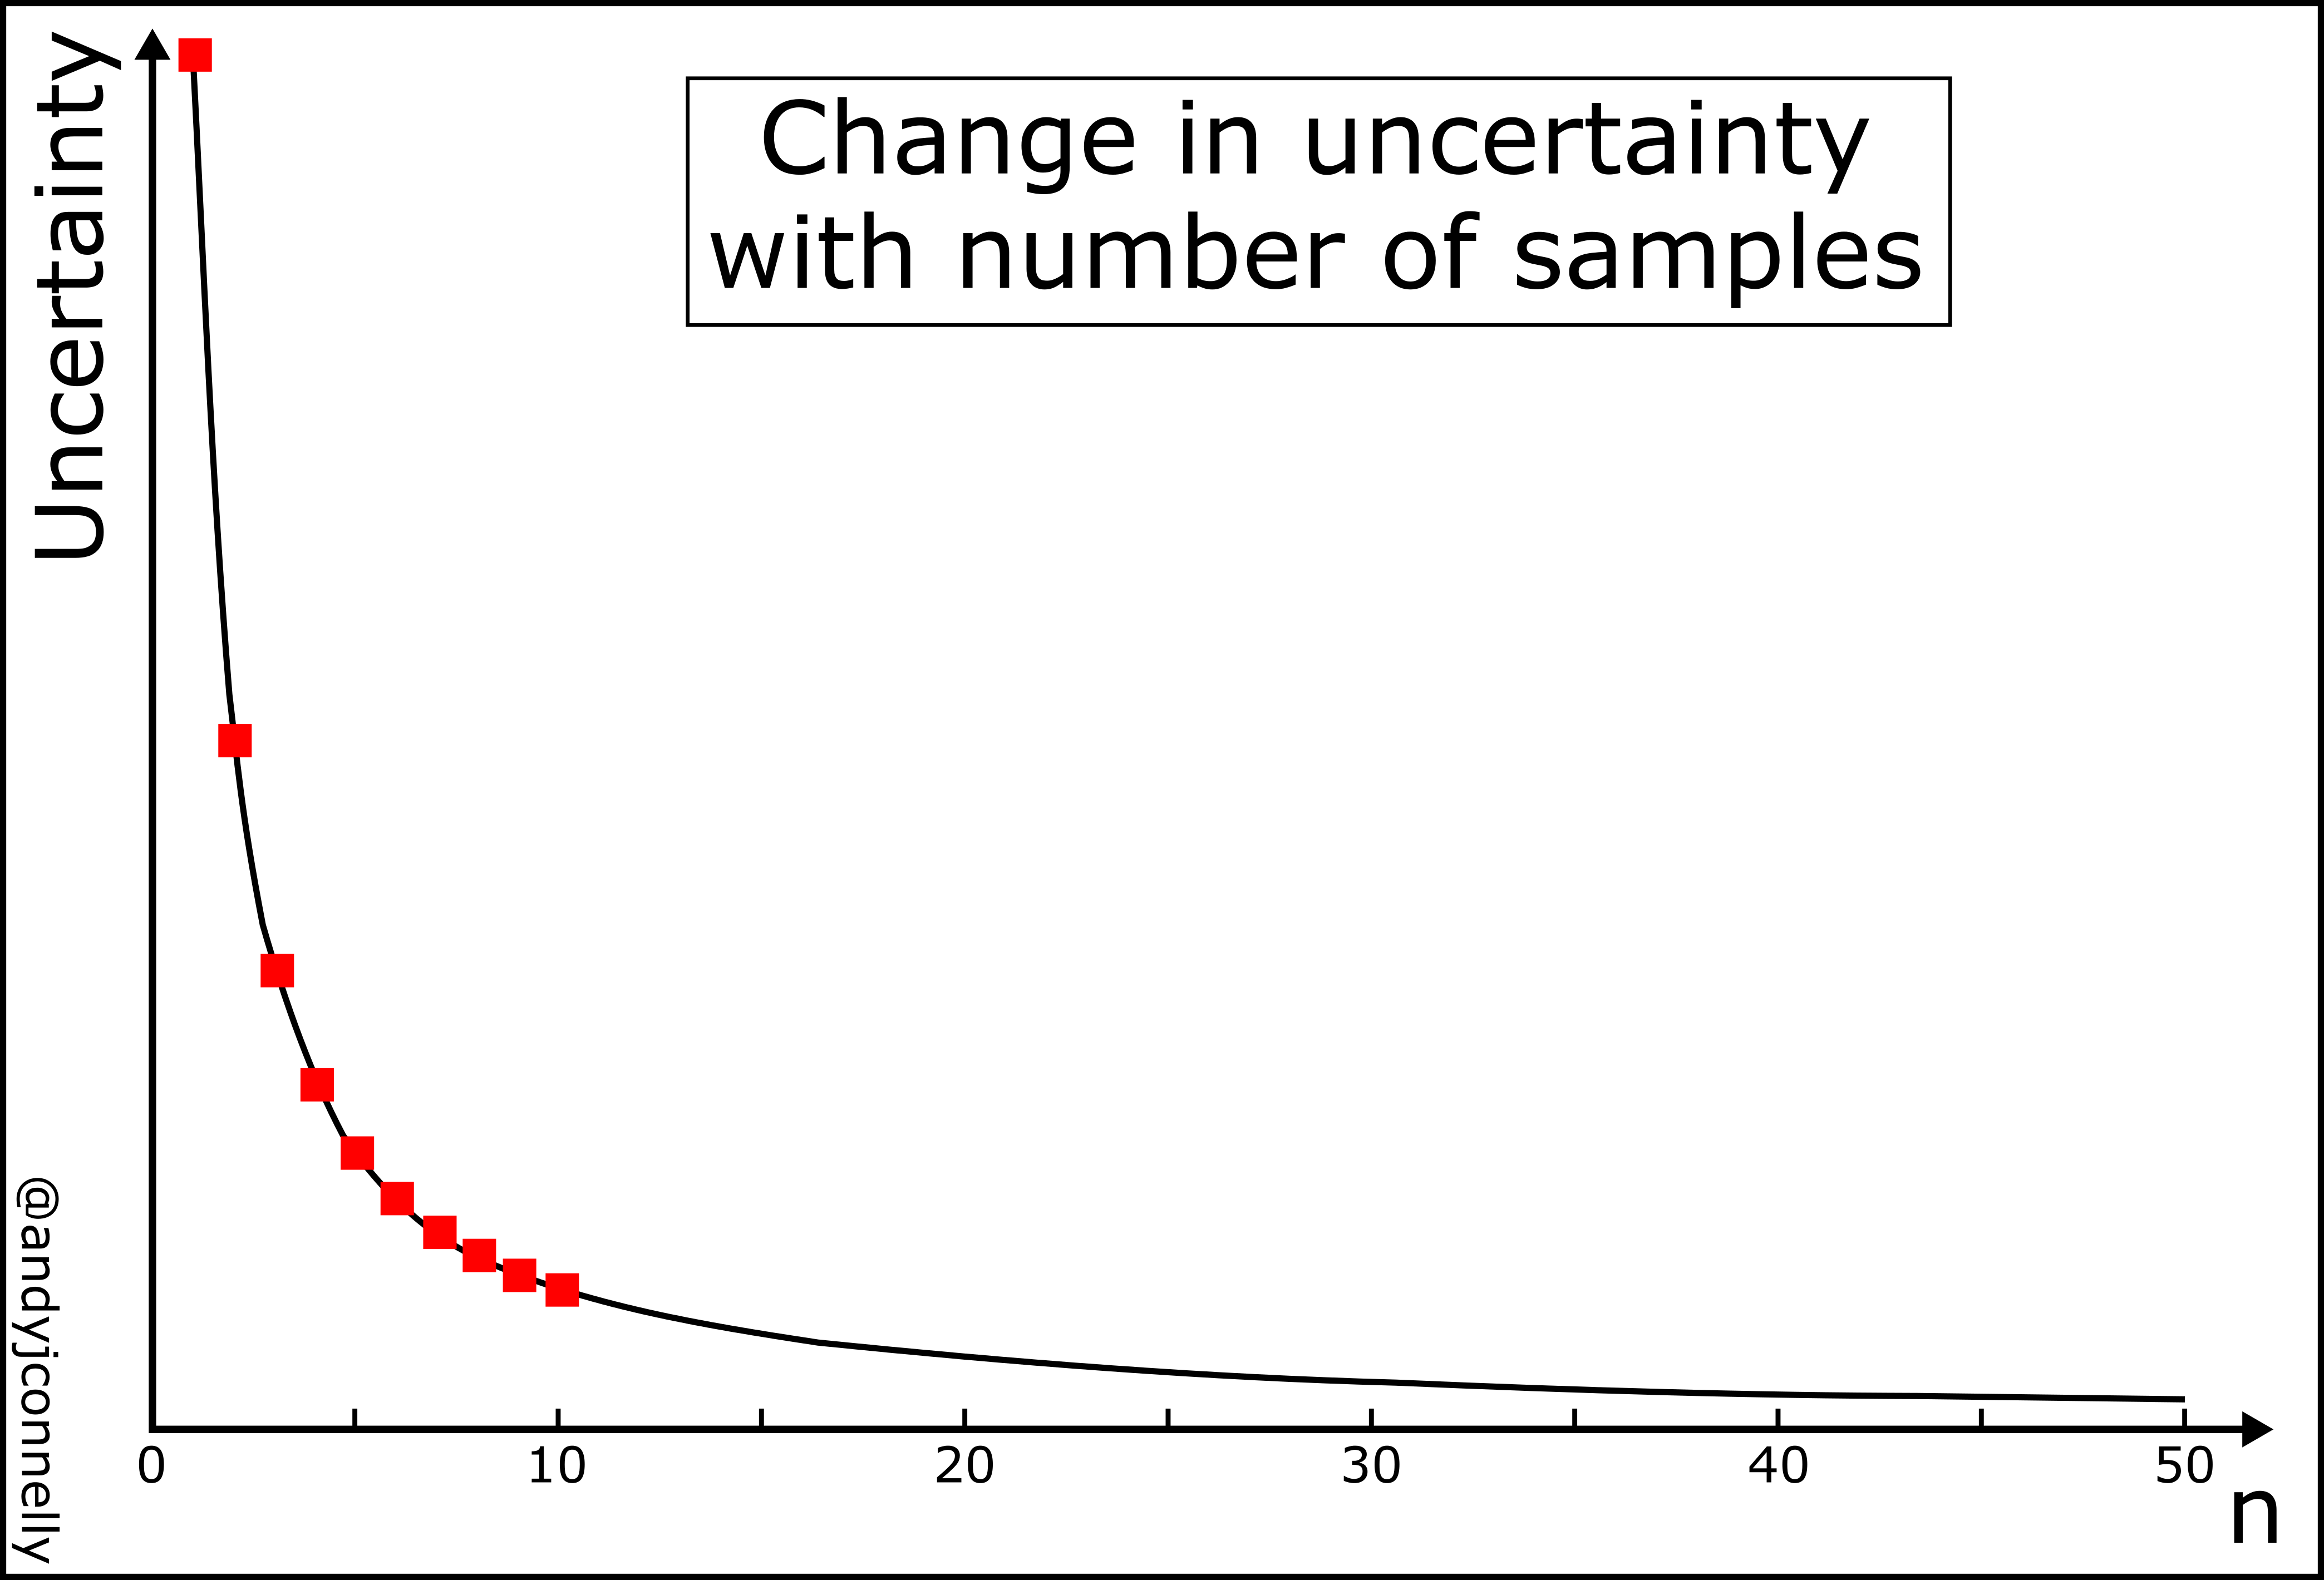 Change in uncertainty
with number of samples
Uncertainty
0 10 20 30 40 50
n
@andyjconnelly